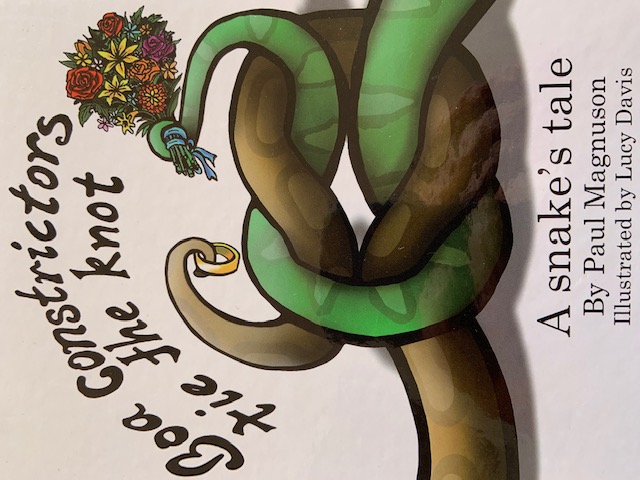 Boa constrictors
tie the knot
A snake's tale
By Paul Magnuson
Illustrated by Lucy Davis